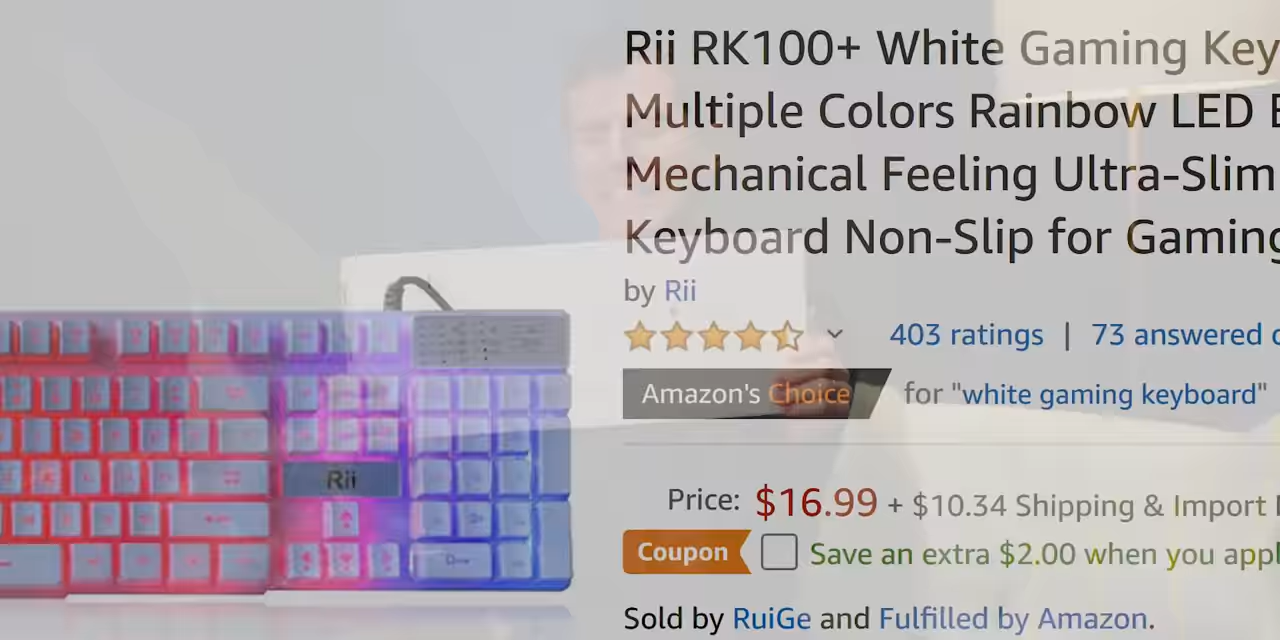 Rii RK100+ White Gaming Key
Multiple Colors Rainbow LED
Mechanical Feeling Ultra-Slim
Keyboard Non-Slip for Gaming
by Rii
403 ratings | 73 answered
Amazon's Choice for "white gaming keyboard"
Rii
Price: $16.99 + $10.34 Shipping & Import
Coupon Save an extra $2.00 when you appl
Sold by RuiGe and Fulfilled by Amazon.